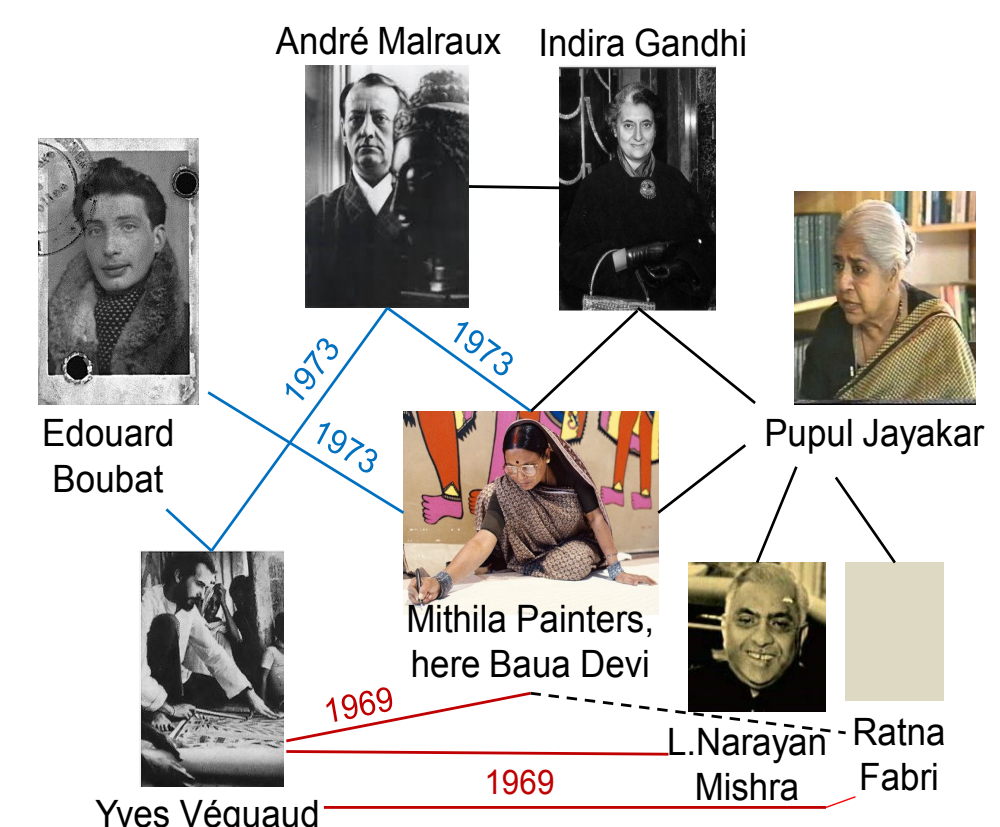 André Malraux
Indira Gandhi
1973
1973
1973
Edouard
Boubat
Pupul Jayakar
Mithila Painters,
here Baua Devi
1969
L.Narayan
Mishra
Ratna
Fabri
1969
Yves Véquaud